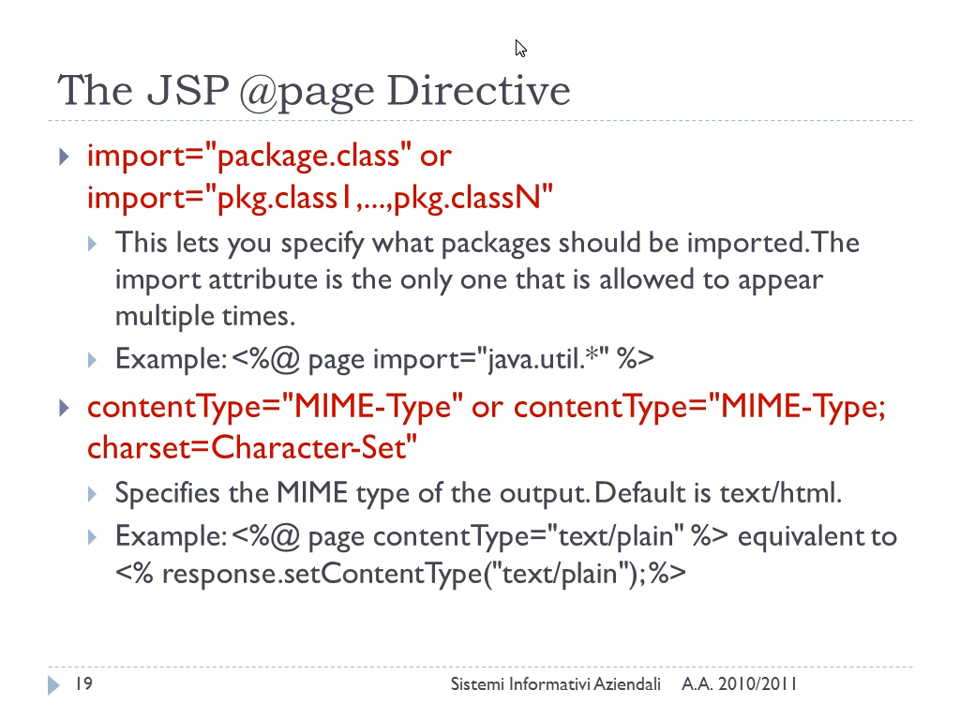 The JSP @page Directive
import="package.class" or
import="pkg.class1,...,pkg.classN"
This lets you specify what packages should be imported. The
import attribute is the only one that is allowed to appear
multiple times.
Example: <%@ page import="java.util.*" %>
contentType="MIME-Type" or contentType="MIME-Type;
charset=Character-Set"
Specifies the MIME type of the output. Default is text/html.
Example: <%@ page contentType="text/plain" %> equivalent to
<% response.setContentType("text/plain"); %>
19 Sistemi Informativi Aziendali A.A. 2010/2011